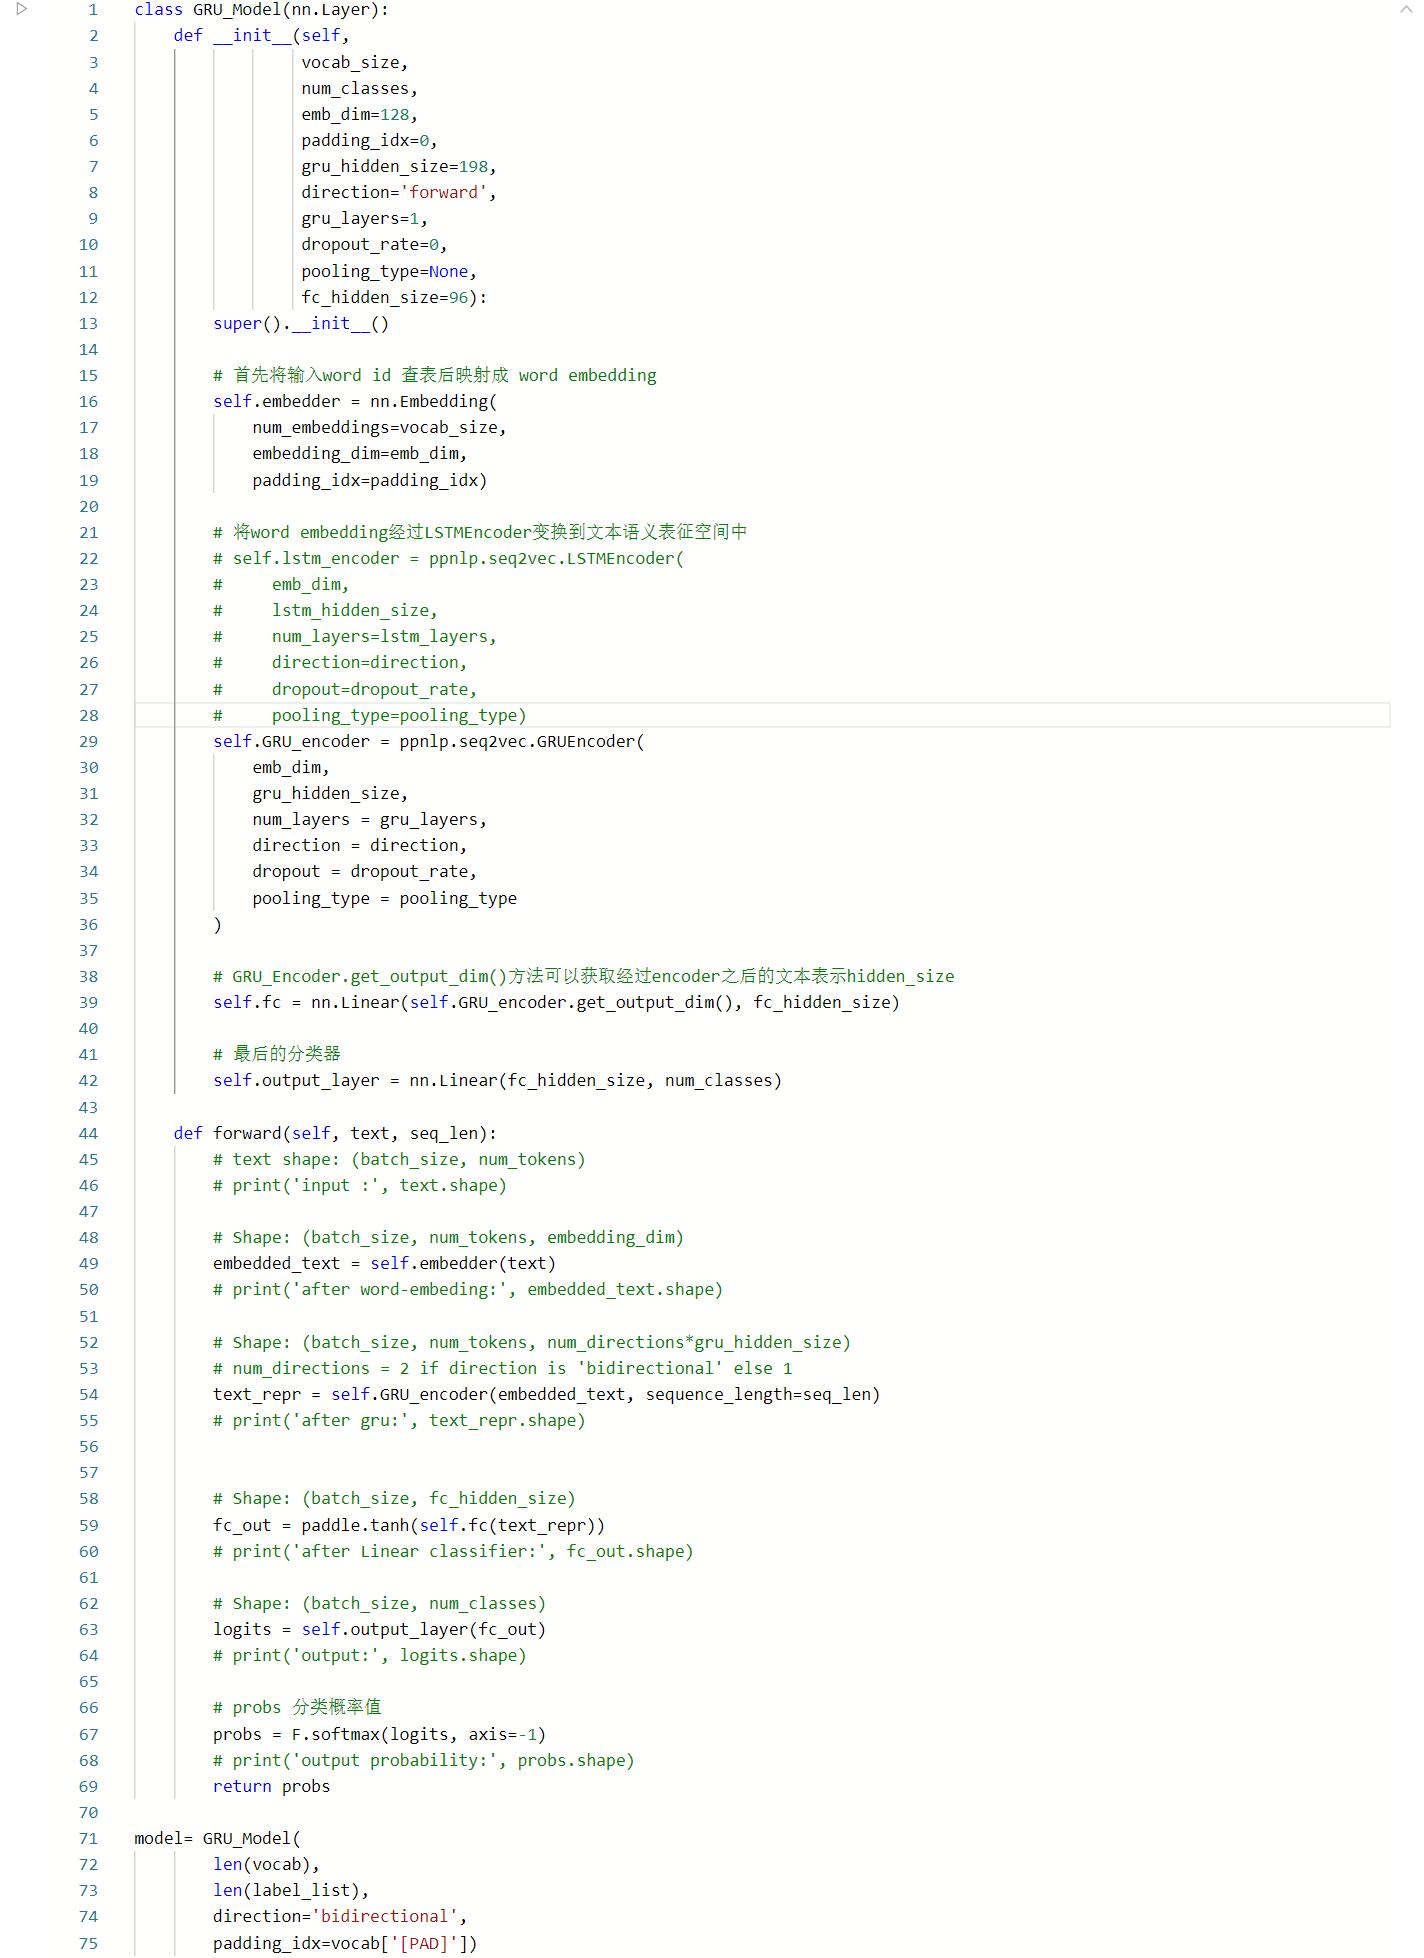 1 class GRU_Model(nn.Layer):
2     def __init__(self,
3                  vocab_size,
4                  num_classes,
5                  emb_dim=128,
6                  padding_idx=0,
7                  gru_hidden_size=198,
8                  direction='forward',
9                  gru_layers=1,
10                  dropout_rate=0,
11                  pooling_type=None,
12                  fc_hidden_size=96):
13         super().__init__()
14
15         # 首先将输入word id 查表后映射成 word embedding
16         self.embedder = nn.Embedding(
17             num_embeddings=vocab_size,
18             embedding_dim=emb_dim,
19             padding_idx=padding_idx)
20
21         # 将word embedding经过LSTMEncoder变换到文本语义表征空间中
22         # self.lstm_encoder = ppnlp.seq2vec.LSTMEncoder(
23         #     emb_dim,
24         #     lstm_hidden_size,
25         #     num_layers=lstm_layers,
26         #     direction=direction,
27         #     dropout=dropout_rate,
28         #     pooling_type=pooling_type)
29         self.GRU_encoder = ppnlp.seq2vec.GRUEncoder(
30             emb_dim,
31             gru_hidden_size,
32             num_layers = gru_layers,
33             direction = direction,
34             dropout = dropout_rate,
35             pooling_type = pooling_type
36         )
37
38         # GRU_Encoder.get_output_dim()方法可以获取经过encoder之后的文本表示hidden_size
39         self.fc = nn.Linear(self.GRU_encoder.get_output_dim(), fc_hidden_size)
40
41         # 最后的分类器
42         self.output_layer = nn.Linear(fc_hidden_size, num_classes)
43
44     def forward(self, text, seq_len):
45         # text shape: (batch_size, num_tokens)
46         # print('input :', text.shape)
47
48         # Shape: (batch_size, num_tokens, embedding_dim)
49         embedded_text = self.embedder(text)
50         # print('after word-embeding:', embedded_text.shape)
51
52         # Shape: (batch_size, num_tokens, num_directions*gru_hidden_size)
53         # num_directions = 2 if direction is 'bidirectional' else 1
54         text_repr = self.GRU_encoder(embedded_text, sequence_length=seq_len)
55         # print('after gru:', text_repr.shape)
56
57
58         # Shape: (batch_size, fc_hidden_size)
59         fc_out = paddle.tanh(self.fc(text_repr))
60         # print('after Linear classifier:', fc_out.shape)
61
62         # Shape: (batch_size, num_classes)
63         logits = self.output_layer(fc_out)
64         # print('output:', logits.shape)
65
66         # probs 分类概率值
67         probs = F.softmax(logits, axis=-1)
68         # print('output probability:', probs.shape)
69         return probs
70
71 model= GRU_Model(
72         len(vocab),
73         len(label_list),
74         direction='bidirectional',
75         padding_idx=vocab['[PAD]'])